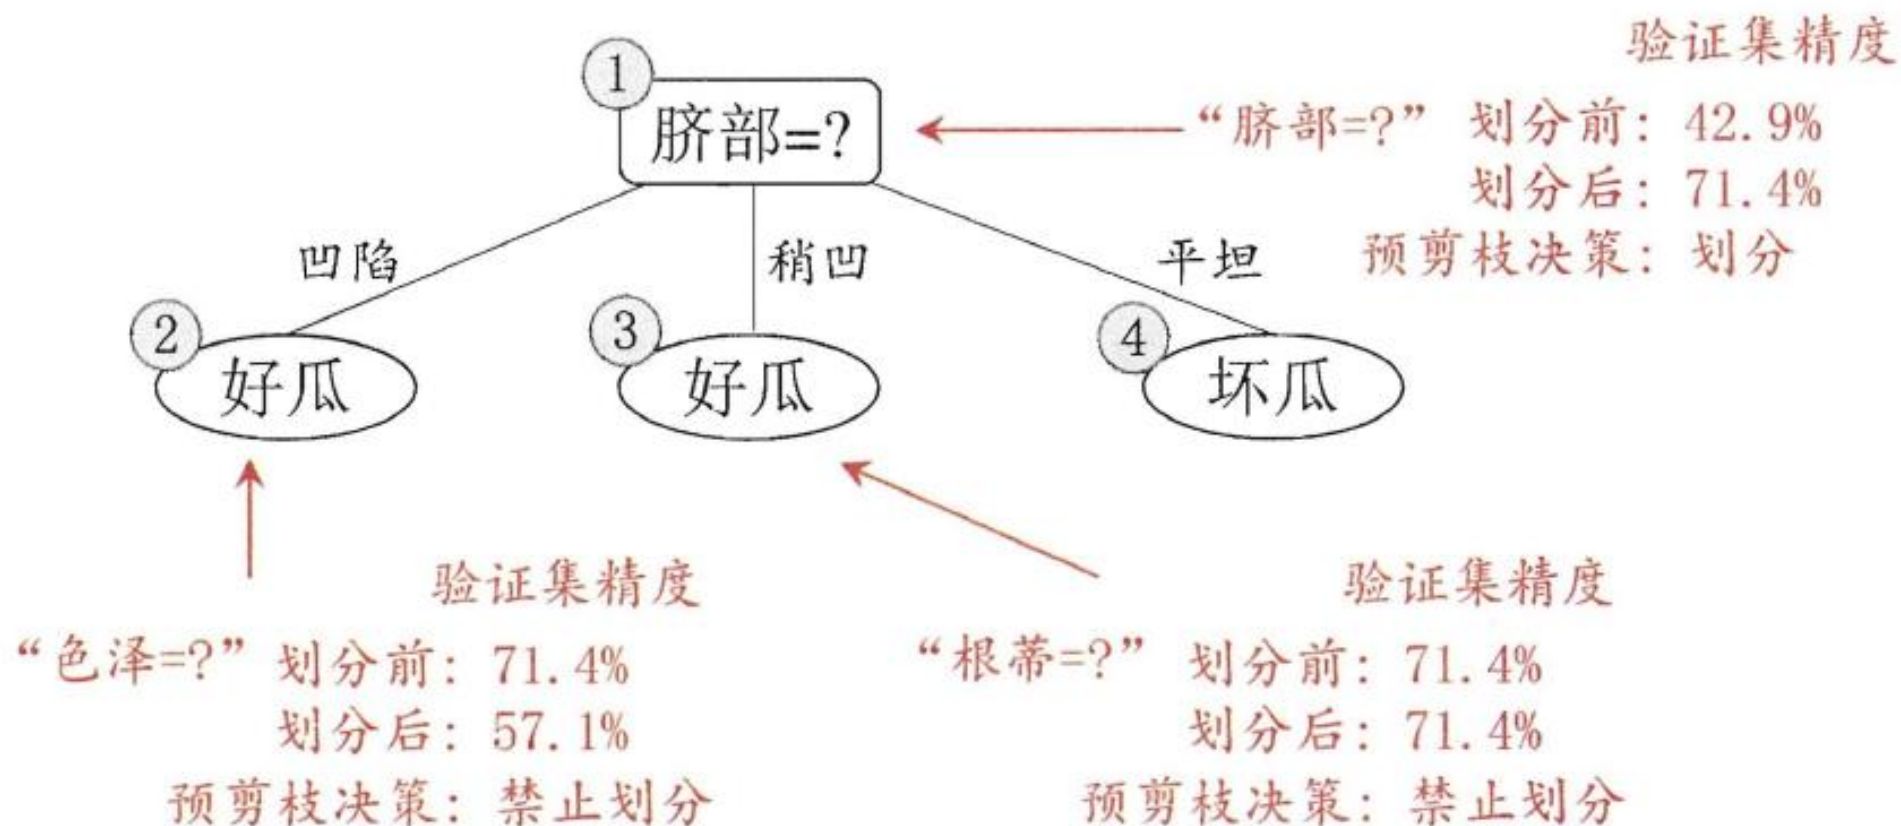 验证集精度
1
脐部=?
“脐部=?” 划分前: 42.9%
划分后: 71.4%
预剪枝决策: 划分
凹陷
稍凹
平坦
2
好瓜
3
好瓜
4
坏瓜
验证集精度
“色泽=?” 划分前: 71.4%
划分后: 57.1%
预剪枝决策: 禁止划分
验证集精度
“根蒂=?” 划分前: 71.4%
划分后: 71.4%
预剪枝决策: 禁止划分